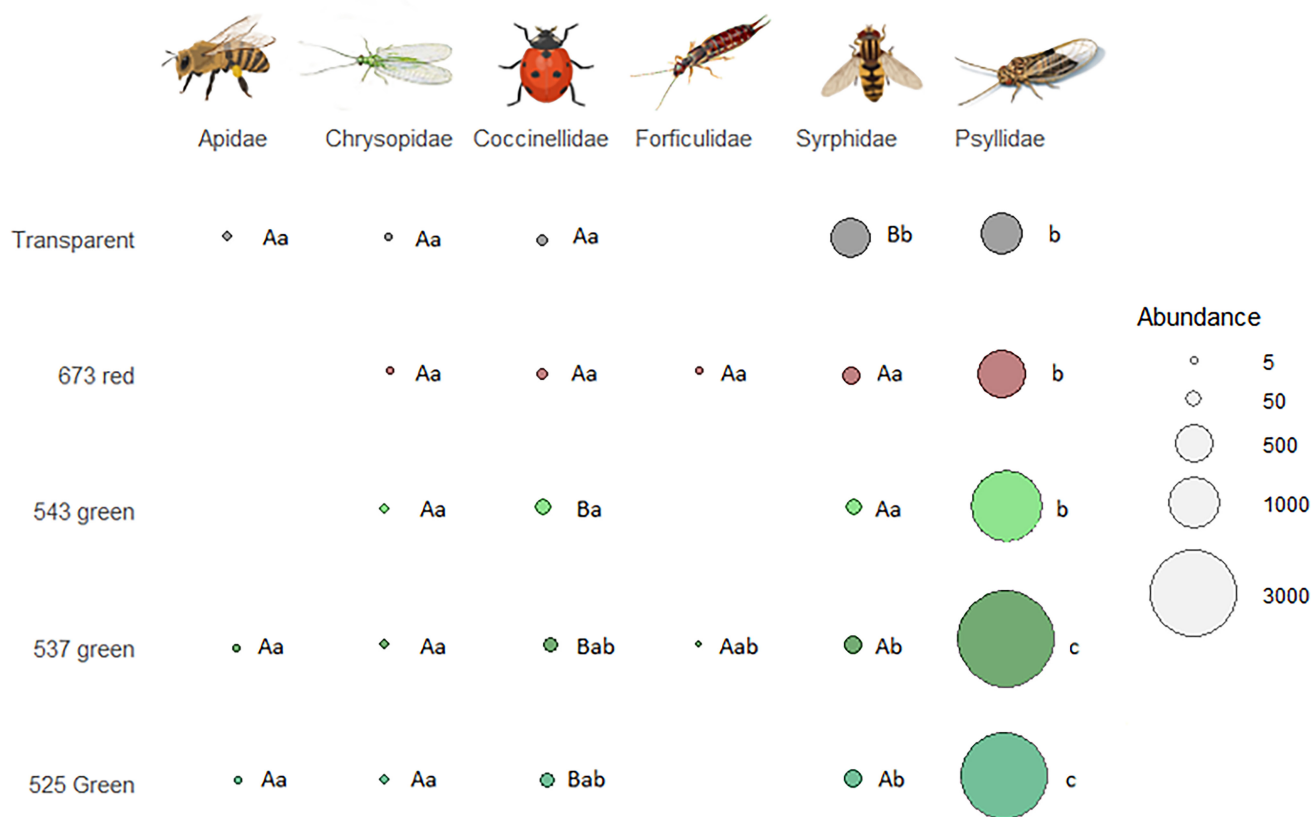 Apidae Chrysopidae Coccinellidae Forficulidae Syrphidae Psyllidae
Transparent Aa Aa Aa Bb b
673 red Aa Aa Aa Aa b
543 green Aa Ba Aa b
537 green Aa Aa Bab Aab Ab c
525 Green Aa Aa Bab Ab c
Abundance
5
50
500
1000
3000